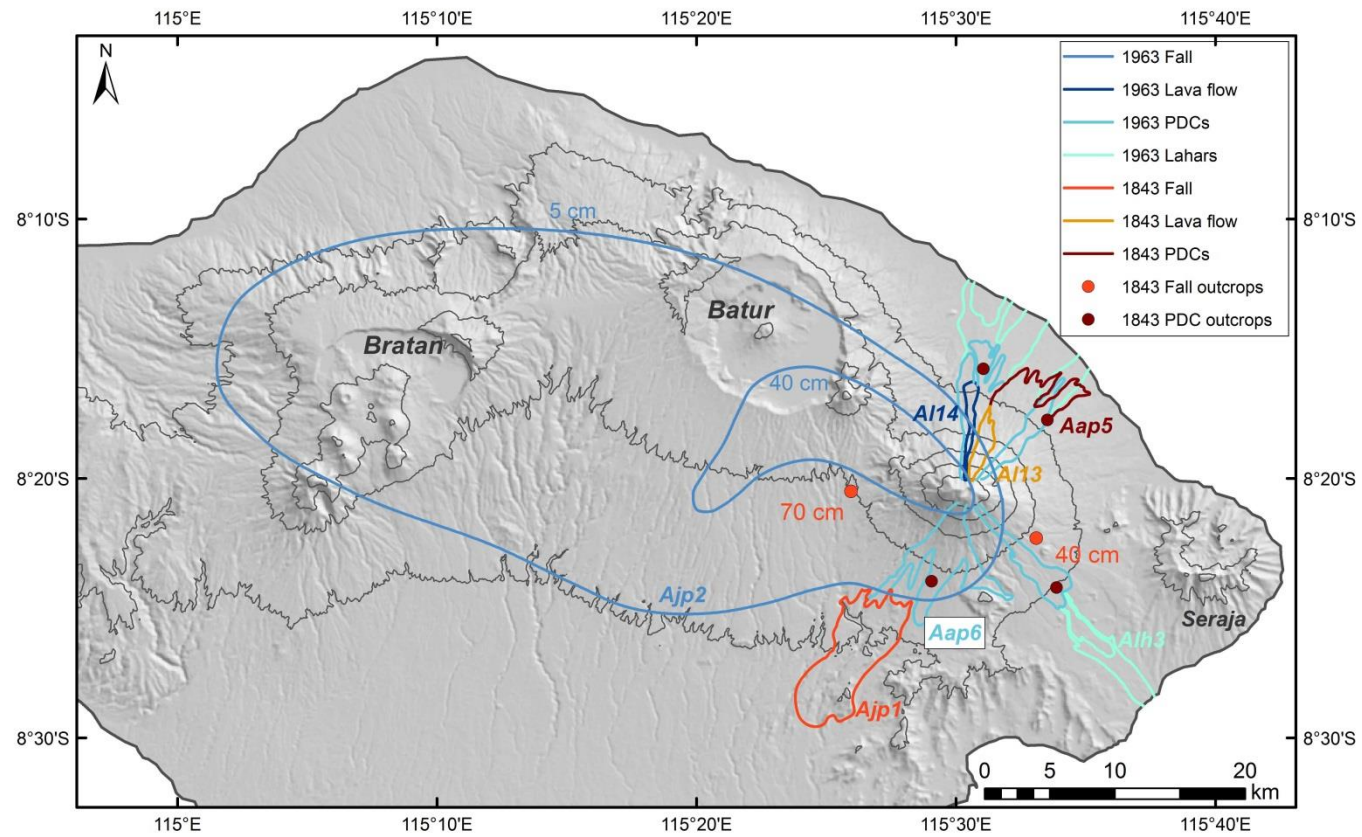 115°E 115°10'E 115°20'E 115°30'E 115°40'E
N
1963 Fall
1963 Lava flow
1963 PDCs
1963 Lahars
1843 Fall
1843 Lava flow
1843 PDCs
1843 Fall outcrops
1843 PDC outcrops
8°10'S 8°10'S
5 cm
Batur
Bratan
40 cm
Al14
Aap5
Al13
8°20'S 8°20'S
70 cm
40 cm
Ajp2
Seraja
Aap6
Alh3
Ajp1
8°30'S 8°30'S
0 5 10 20
km
115°E 115°10'E 115°20'E 115°30'E 115°40'E